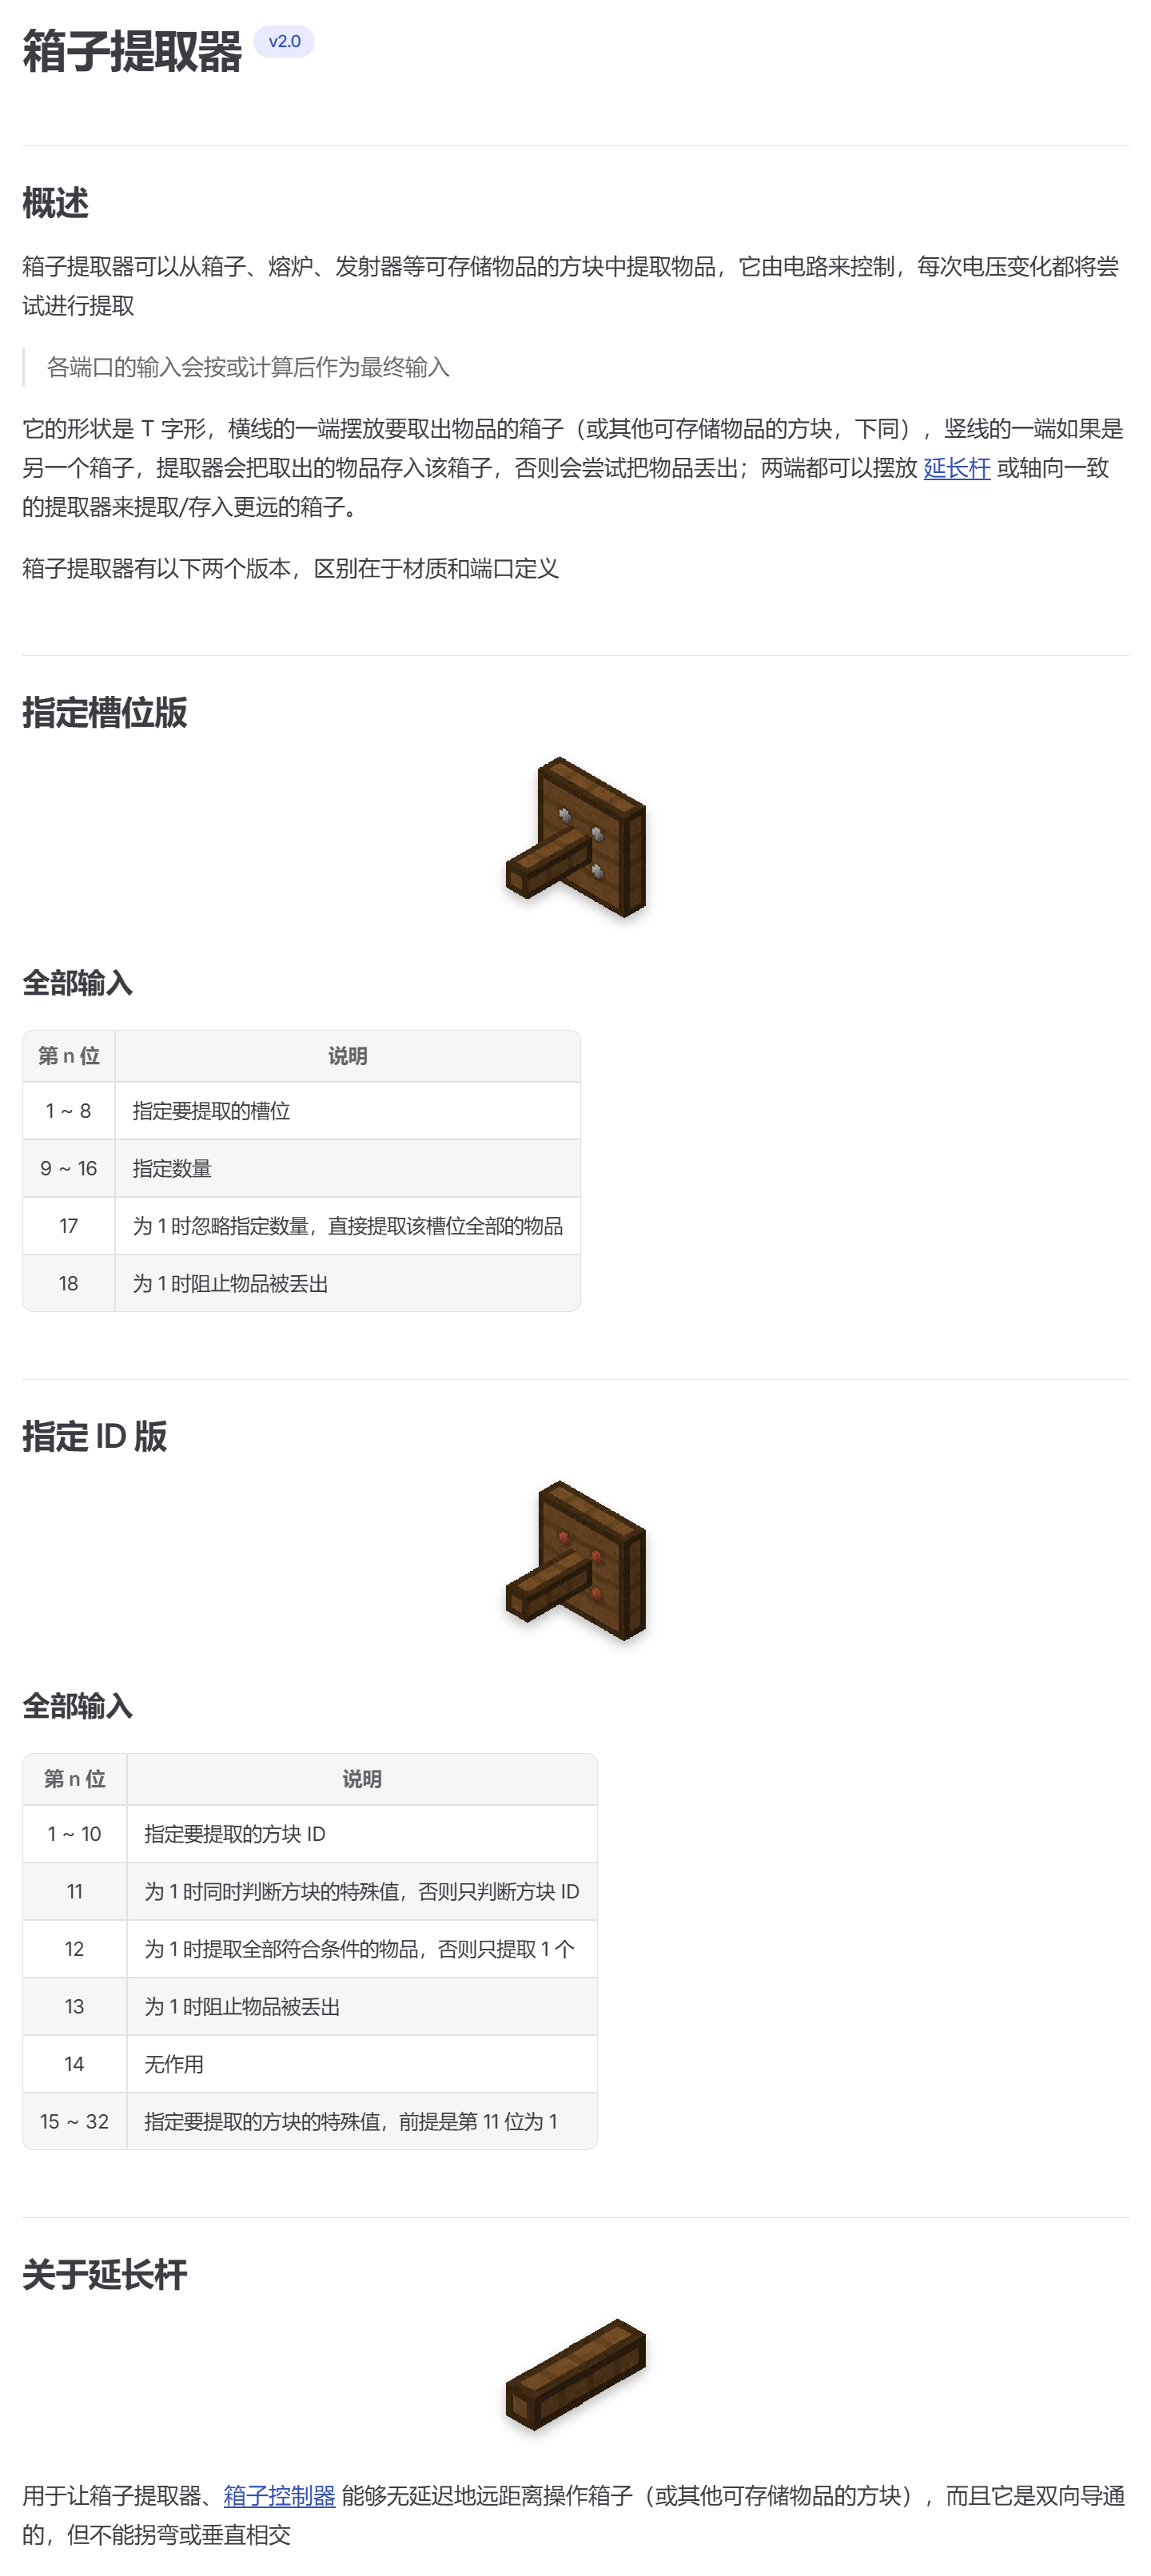 箱子提取器 v2.0
概述
箱子提取器可以从箱子、熔炉、发射器等可存储物品的方块中提取物品，它由电路来控制，每次电压变化都将尝
试进行提取
各端口的输入会按或计算后作为最终输入
它的形状是 T 字形，横线的一端摆放要取出物品的箱子（或其他可存储物品的方块，下同），竖线的一端如果是
另一个箱子，提取器会把取出的物品存入该箱子，否则会尝试把物品丢出；两端都可以摆放 延长杆 或轴向一致
的提取器来提取/存入更远的箱子。
箱子提取器有以下两个版本，区别在于材质和端口定义
指定槽位版
全部输入
第 n 位 说明
1 ~ 8 指定要提取的槽位
9 ~ 16 指定数量
17 为 1 时忽略指定数量，直接提取该槽位全部的物品
18 为 1 时阻止物品被丢出
指定 ID 版
全部输入
第 n 位 说明
1 ~ 10 指定要提取的方块 ID
11 为 1 时同时判断方块的特殊值，否则只判断方块 ID
12 为 1 时提取全部符合条件的物品，否则只提取 1 个
13 为 1 时阻止物品被丢出
14 无作用
15 ~ 32 指定要提取的方块的特殊值，前提是第 11 位为 1
关于延长杆
用于让箱子提取器、箱子控制器 能够无延迟地远距离操作箱子（或其他可存储物品的方块），而且它是双向导通
的，但不能拐弯或垂直相交